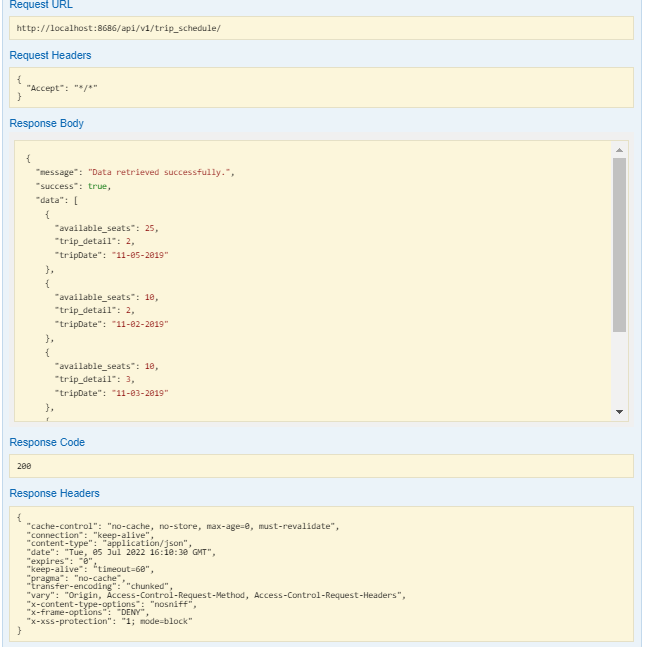 Request URL
http://localhost:8686/api/v1/trip_schedule/
Request Headers
{
"Accept": "*/*"
}
Response Body
{
"message": "Data retrieved successfully.",
"success": true,
"data": [
{
"available_seats": 25,
"trip_detail": 2,
"tripDate": "11-05-2019"
},
{
"available_seats": 10,
"trip_detail": 2,
"tripDate": "11-02-2019"
},
{
"available_seats": 10,
"trip_detail": 3,
"tripDate": "11-03-2019"
},
{
Response Code
200
Response Headers
{
"cache-control": "no-cache, no-store, max-age=0, must-revalidate",
"connection": "keep-alive",
"content-type": "application/json",
"date": "Tue, 05 Jul 2022 16:10:30 GMT",
"expires": "0",
"keep-alive": "timeout=60",
"pragma": "no-cache",
"transfer-encoding": "chunked",
"vary": "Origin, Access-Control-Request-Method, Access-Control-Request-Headers",
"x-content-type-options": "nosniff",
"x-frame-options": "DENY",
"x-xss-protection": "1; mode=block"
}